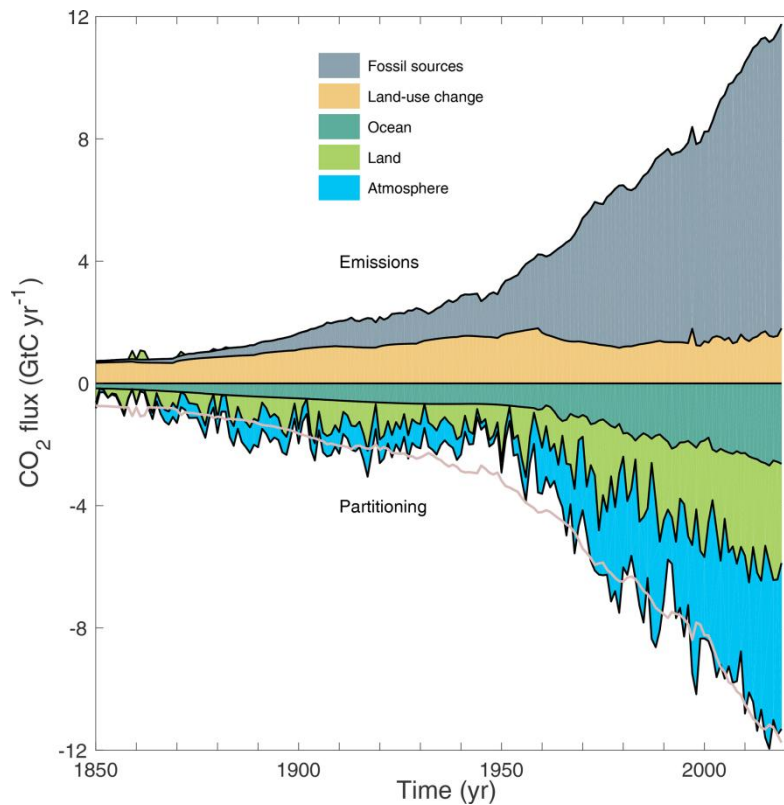 12
8
4
0
-4
-8
-12
CO₂ flux (GtC yr⁻¹)
Fossil sources
Land-use change
Ocean
Land
Atmosphere
Emissions
Partitioning
1850
1900
1950
2000
Time (yr)